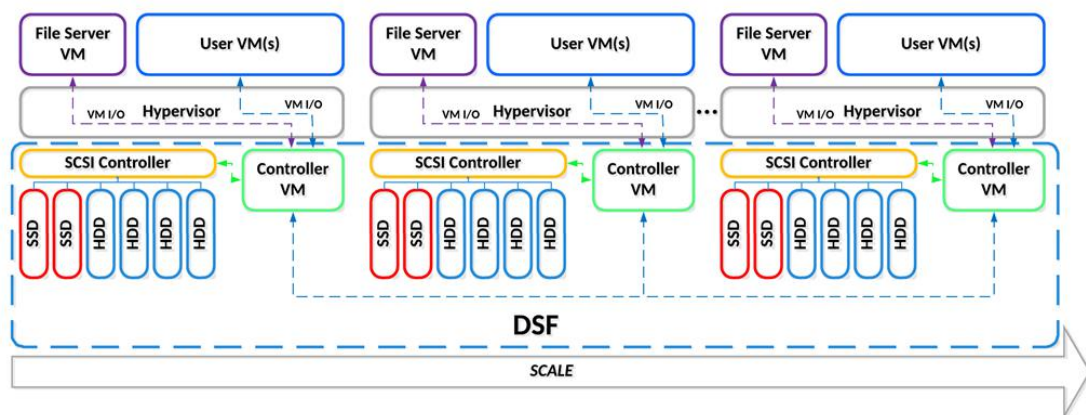 File Server
VM
User VM(s)
File Server
VM
User VM(s)
File Server
VM
User VM(s)
VM I/O
Hypervisor
VM I/O
VM I/O
Hypervisor
VM I/O
...
VM I/O
Hypervisor
VM I/O
SCSI Controller
Controller
VM
SCSI Controller
Controller
VM
SCSI Controller
Controller
VM
SSD
SSD
HDD
HDD
HDD
HDD
SSD
SSD
HDD
HDD
HDD
HDD
SSD
SSD
HDD
HDD
HDD
HDD
DSF
SCALE